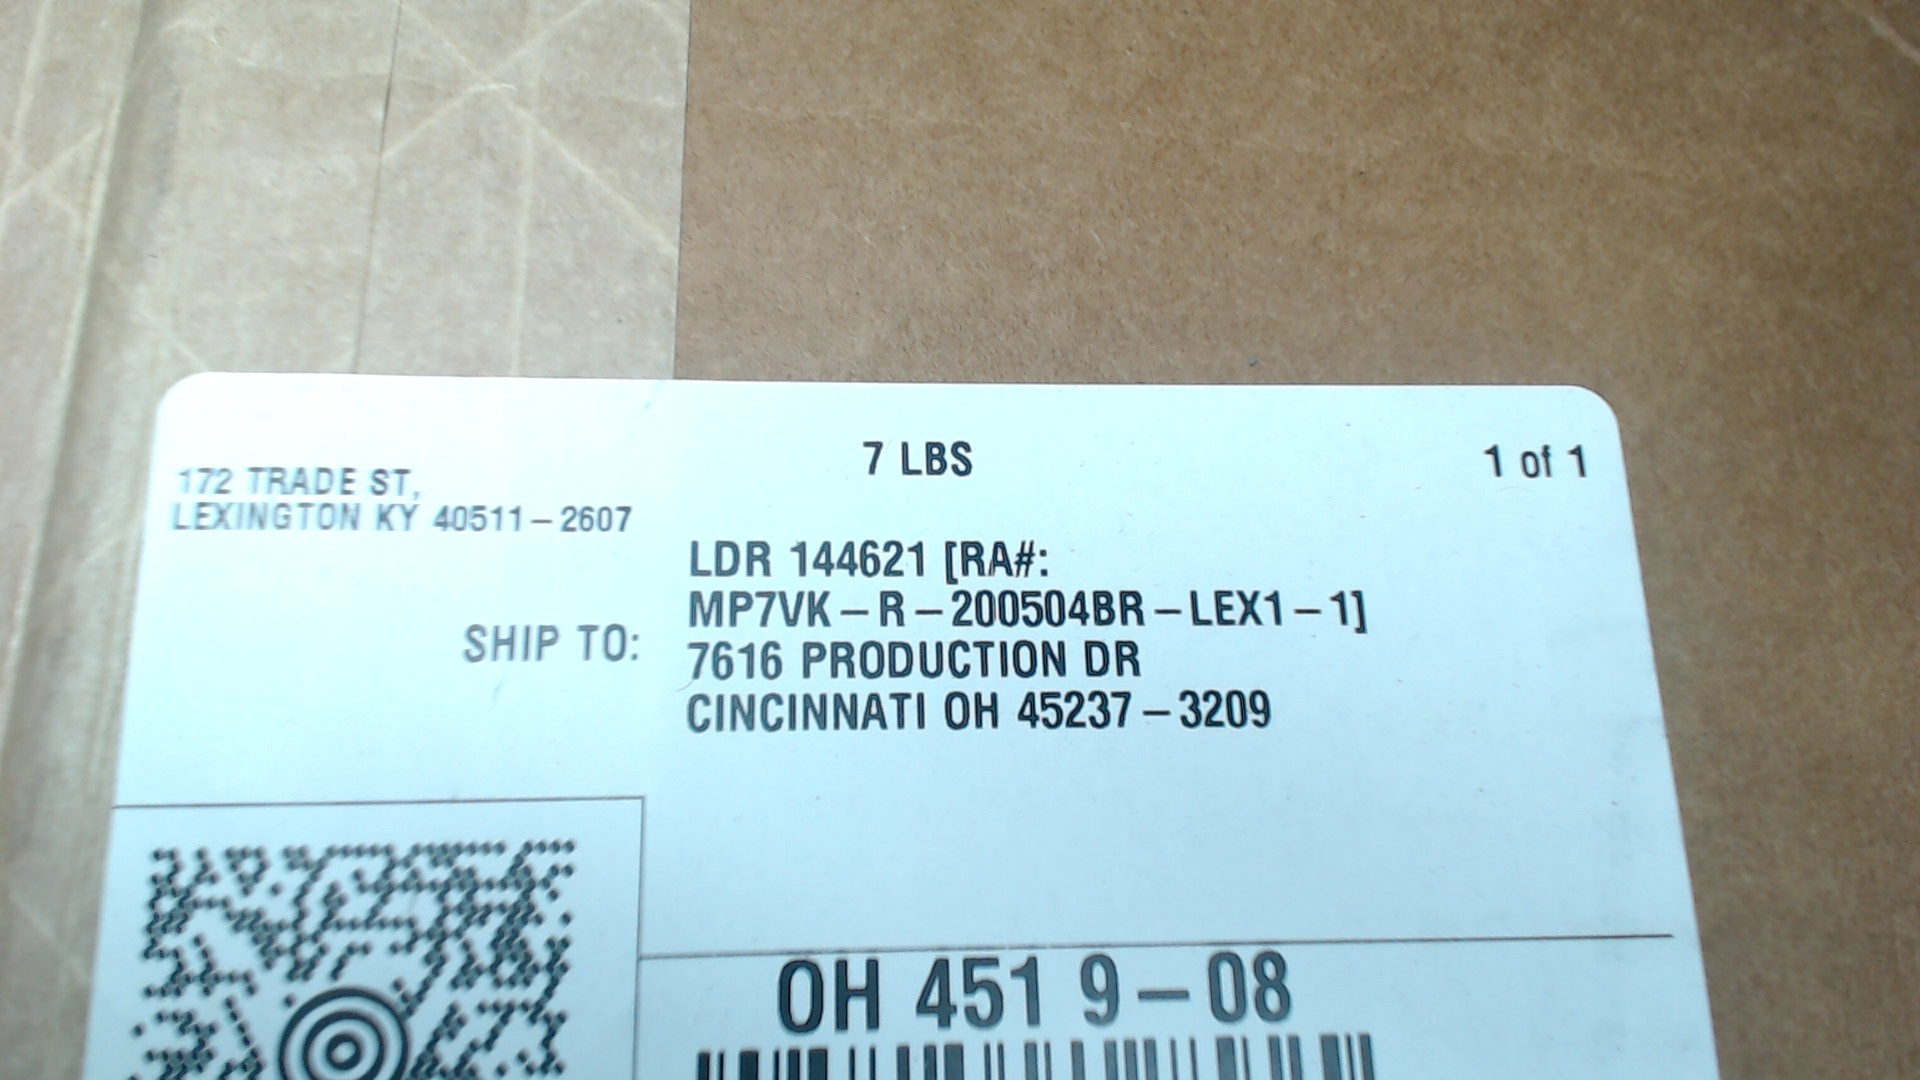 7 LBS
1 of 1
172 TRADE ST,
LEXINGTON KY 40511-2607
LDR 144621 [RA#:
MP7VK-R-200504BR-LEX1-1]
SHIP TO:
7616 PRODUCTION DR
CINCINNATI OH 45237-3209
OH 451 9-08